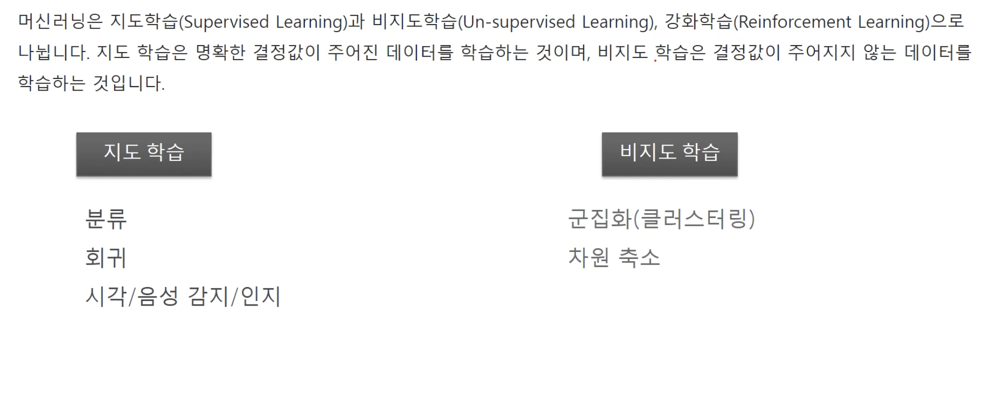 머신러닝은 지도학습(Supervised Learning)과 비지도학습(Un-supervised Learning), 강화학습(Reinforcement Learning)으로
나뉩니다. 지도 학습은 명확한 결정값이 주어진 데이터를 학습하는 것이며, 비지도 학습은 결정값이 주어지지 않는 데이터를
학습하는 것입니다.
지도 학습
분류
회귀
시각/음성 감지/인지
비지도 학습
군집화(클러스터링)
차원 축소